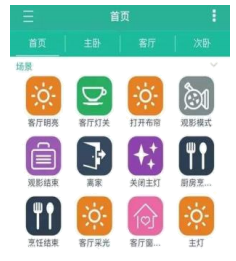 首页
首页 主卧 客厅 次卧
场景
客厅明亮 客厅灯关 打开布帘 观影模式
观影结束 离家 关闭主灯 厨房烹...
烹饪结束 客厅采光 客厅窗... 主灯